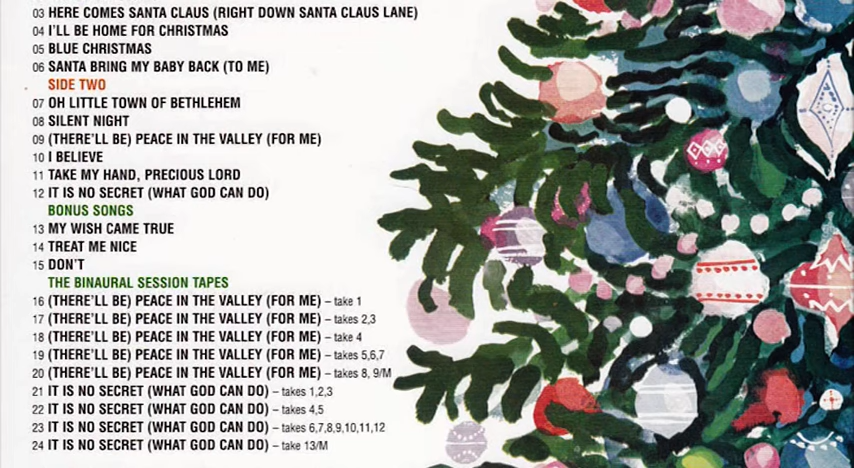 03 HERE COMES SANTA CLAUS (RIGHT DOWN SANTA CLAUS LANE)
04 I'LL BE HOME FOR CHRISTMAS
05 BLUE CHRISTMAS
06 SANTA BRING MY BABY BACK (TO ME)
SIDE TWO
07 OH LITTLE TOWN OF BETHLEHEM
08 SILENT NIGHT
09 (THERE'LL BE) PEACE IN THE VALLEY (FOR ME)
10 I BELIEVE
11 TAKE MY HAND, PRECIOUS LORD
12 IT IS NO SECRET (WHAT GOD CAN DO)
BONUS SONGS
13 MY WISH CAME TRUE
14 TREAT ME NICE
15 DON'T
THE BINAURAL SESSION TAPES
16 (THERE'LL BE) PEACE IN THE VALLEY (FOR ME) – take 1
17 (THERE'LL BE) PEACE IN THE VALLEY (FOR ME) – takes 2,3
18 (THERE'LL BE) PEACE IN THE VALLEY (FOR ME) – take 4
19 (THERE'LL BE) PEACE IN THE VALLEY (FOR ME) – takes 5,6,7
20 (THERE'LL BE) PEACE IN THE VALLEY (FOR ME) – takes 8, 9/M
21 IT IS NO SECRET (WHAT GOD CAN DO) – takes 1,2,3
22 IT IS NO SECRET (WHAT GOD CAN DO) – takes 4,5
23 IT IS NO SECRET (WHAT GOD CAN DO) – takes 6,7,8,9,10,11,12
24 IT IS NO SECRET (WHAT GOD CAN DO) – take 13/M